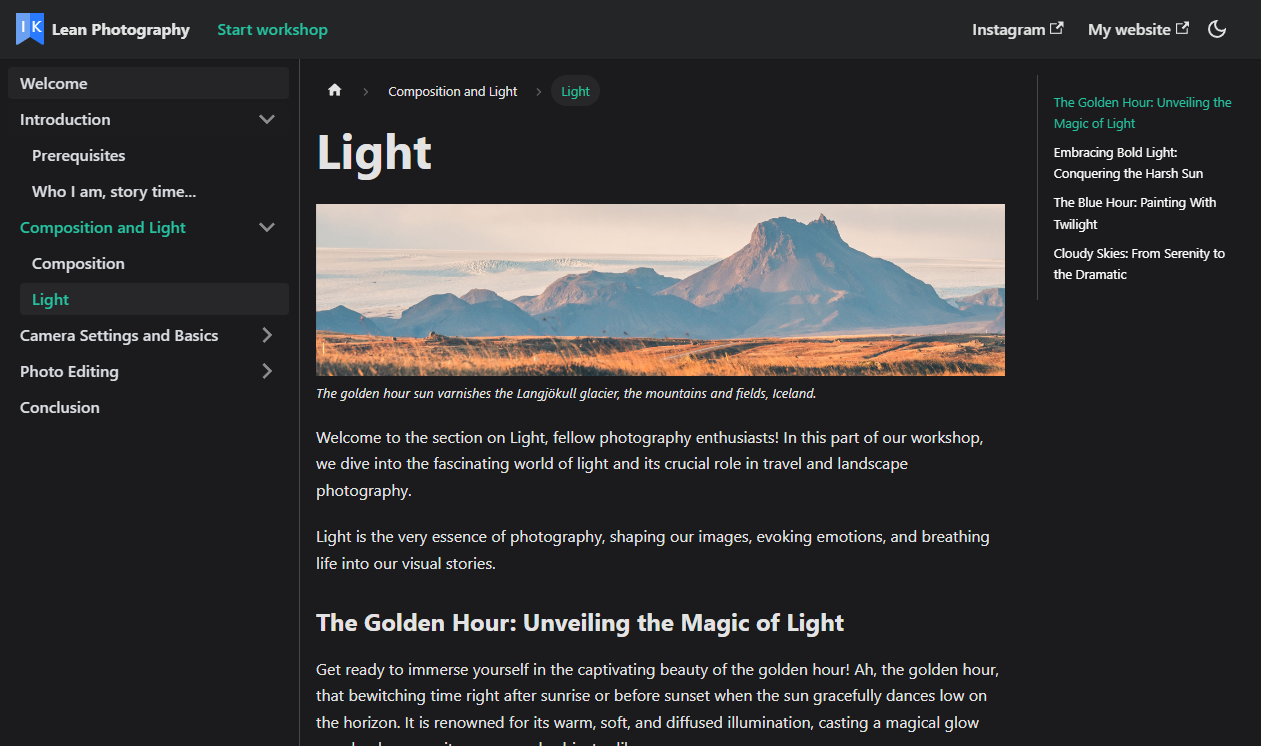 IK Lean Photography Start workshop Instagram My website
Welcome
Introduction
Prerequisites
Who I am, story time...
Composition and Light
Composition
Light
Camera Settings and Basics
Photo Editing
Conclusion
Composition and Light Light
Light
The golden hour sun varnishes the Langjökull glacier, the mountains and fields, Iceland.
Welcome to the section on Light, fellow photography enthusiasts! In this part of our workshop,
we dive into the fascinating world of light and its crucial role in travel and landscape
photography.
Light is the very essence of photography, shaping our images, evoking emotions, and breathing
life into our visual stories.
The Golden Hour: Unveiling the Magic of Light
Get ready to immerse yourself in the captivating beauty of the golden hour! Ah, the golden hour,
that bewitching time right after sunrise or before sunset when the sun gracefully dances low on
the horizon. It is renowned for its warm, soft, and diffused illumination, casting a magical glow
The Golden Hour: Unveiling the
Magic of Light
Embracing Bold Light:
Conquering the Harsh Sun
The Blue Hour: Painting With
Twilight
Cloudy Skies: From Serenity to
the Dramatic